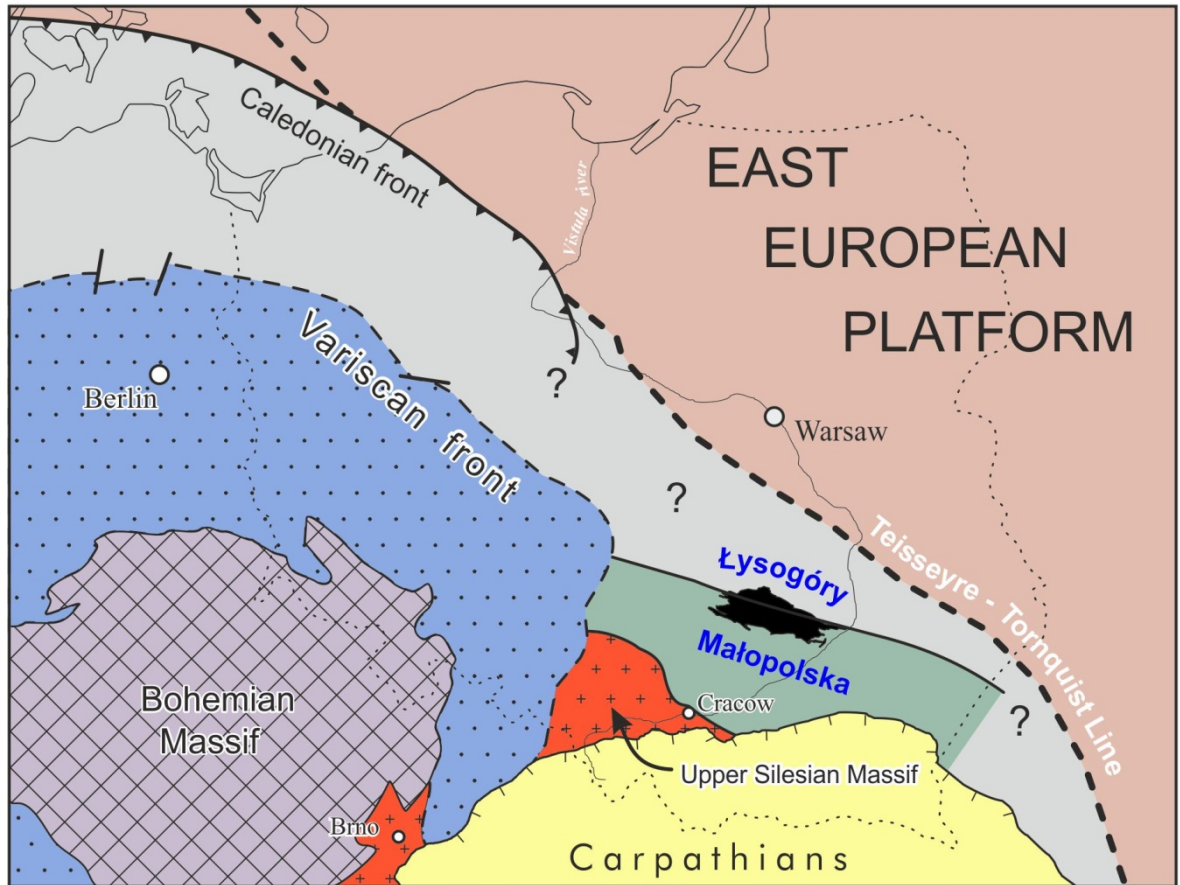 Caledonian front
Vistula river
EAST
EUROPEAN
PLATFORM
Variscan front
Berlin
?
Warsaw
?
Teisseyre - Tornquist Line
Łysogóry
Małopolska
Bohemian
Massif
Cracow
?
Upper Silesian Massif
Brno
Carpathians